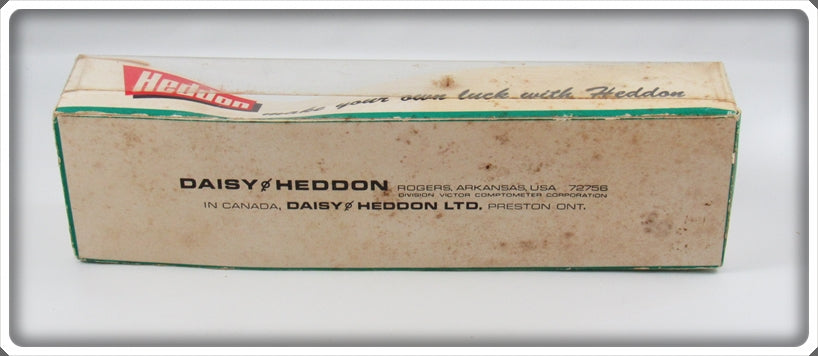 Heddon
make your own luck with Heddon
DAISY/HEDDON ROGERS, ARKANSAS, USA 72756
DIVISION VICTOR COMPTOMETER CORPORATION
IN CANADA, DAISY/HEDDON LTD. PRESTON ONT.